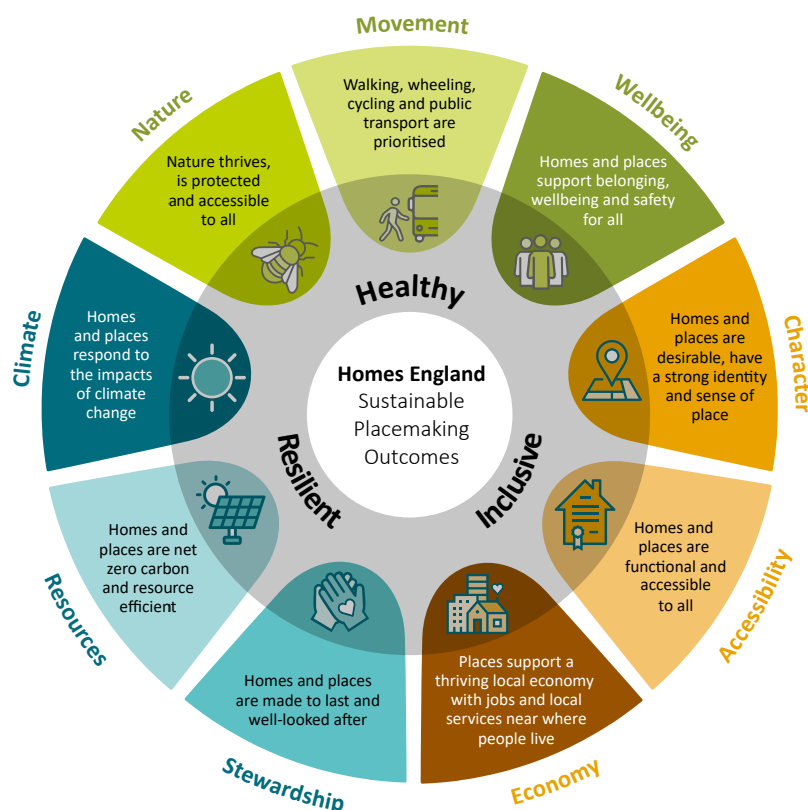 Movement
Walking, wheeling,
cycling and public
transport are
prioritised
Wellbeing
Homes and places
support belonging,
wellbeing and safety
for all
Character
Homes and
places are
desirable, have
a strong identity
and sense of
place
Accessibility
Homes and
places are
functional and
accessible
to all
Economy
Places support a
thriving local economy
with jobs and local
services near where
people live
Stewardship
Homes and places
are made to last and
well-looked after
Resources
Homes and
places are net
zero carbon
and resource
efficient
Climate
Homes
and places
respond to
the impacts
of climate
change
Nature
Nature thrives,
is protected
and accessible
to all
Healthy
Inclusive
Resilient
Homes England
Sustainable
Placemaking
Outcomes